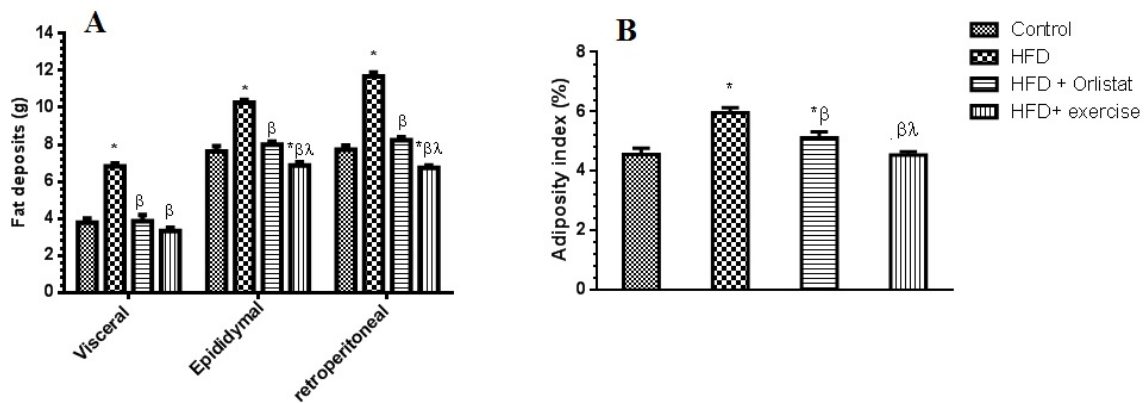 A
Fat deposits (g)
14
12
10
8
6
4
2
0
*
β
β
*
β
*βλ
*
β
*βλ
Visceral
Epididymal
retroperitoneal
B
Adiposity index (%)
8
6
4
2
0
*
*β
βλ
Control
HFD
HFD + Orlistat
HFD+ exercise